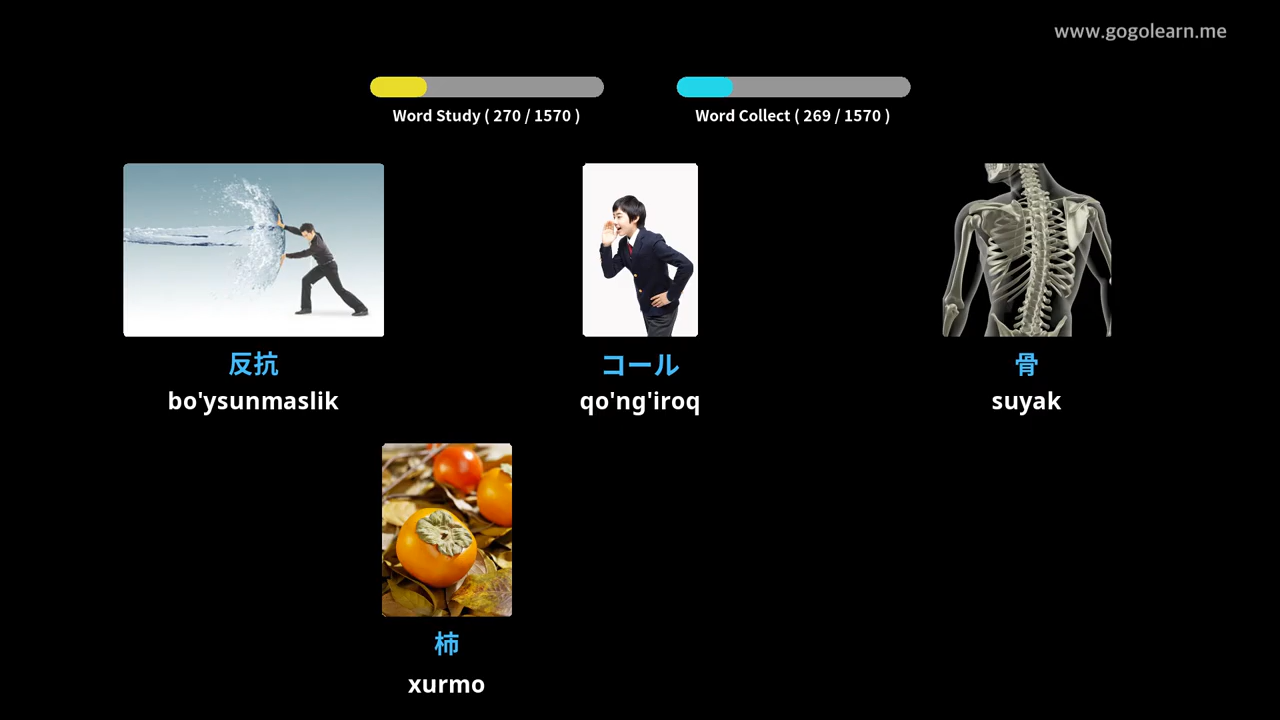 www.gogolearn.me
Word Study ( 270 / 1570 )
Word Collect ( 269 / 1570 )
反抗
bo'ysunmaslik
コール
qo'ng'iroq
骨
suyak
柿
xurmo